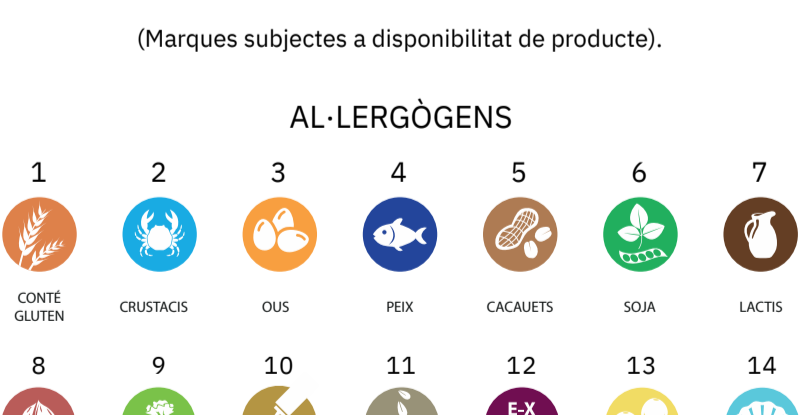 (Marques subjectes a disponibilitat de producte).
AL·LERGÒGENS
1 2 3 4 5 6 7
CONTÉ GLUTEN
CRUSTACIS
OUS
PEIX
CACAUETS
SOJA
LACTIS
8 9 10 11 12 13 14
E-X